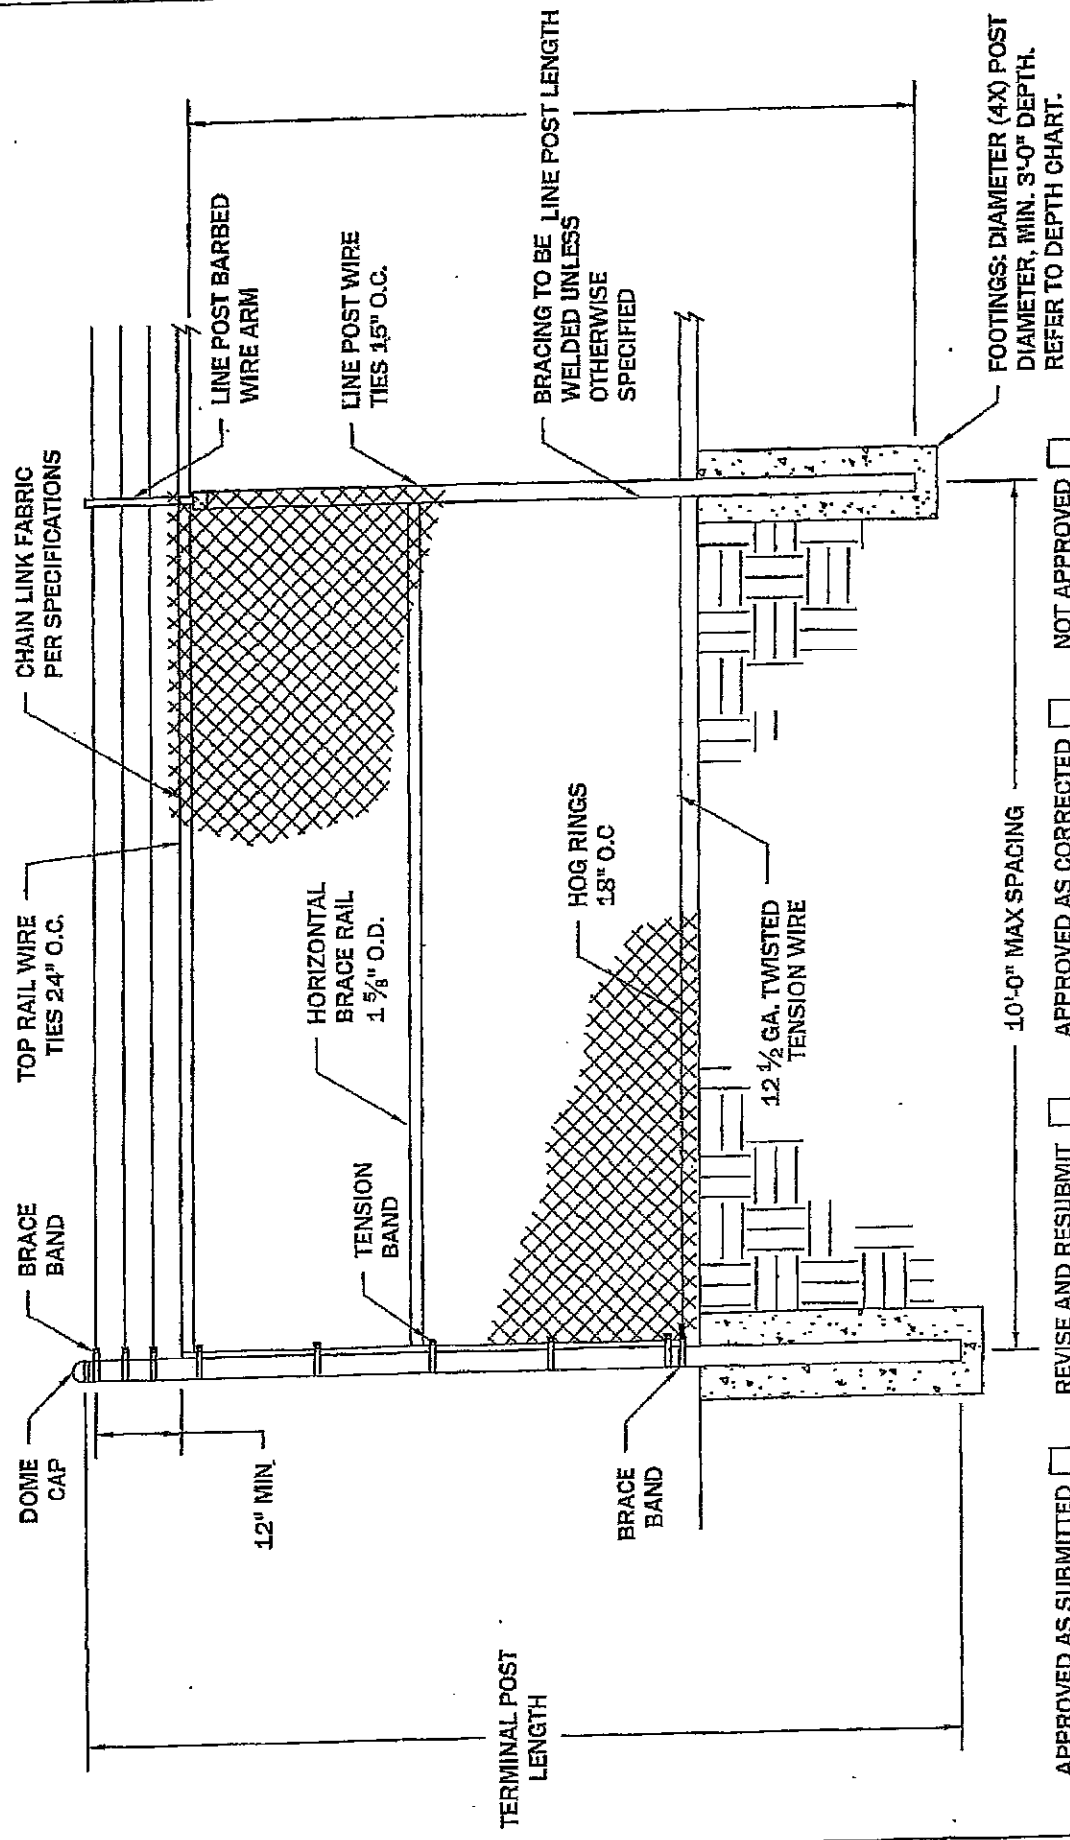 DOME
CAP
BRACE
BAND
TOP RAIL WIRE
TIES 24" O.C.
CHAIN LINK FABRIC
PER SPECIFICATIONS
LINE POST BARBED
WIRE ARM
12" MIN.
HORIZONTAL
BRACE RAIL
1 5/8" O.D.
LINE POST WIRE
TIES 15" O.C.
TENSION
BAND
TERMINAL POST
LENGTH
HOG RINGS
18" O.C
BRACING TO BE
WELDED UNLESS
OTHERWISE
SPECIFIED
LINE POST LENGTH
BRACE
BAND
12 1/2 GA. TWISTED
TENSION WIRE
10'-0" MAX SPACING
FOOTINGS: DIAMETER (4X) POST
DIAMETER, MIN. 3'-0" DEPTH.
REFER TO DEPTH CHART.
APPROVED AS SUBMITTED
REVISE AND RESUBMIT
APPROVED AS CORRECTED
NOT APPROVED